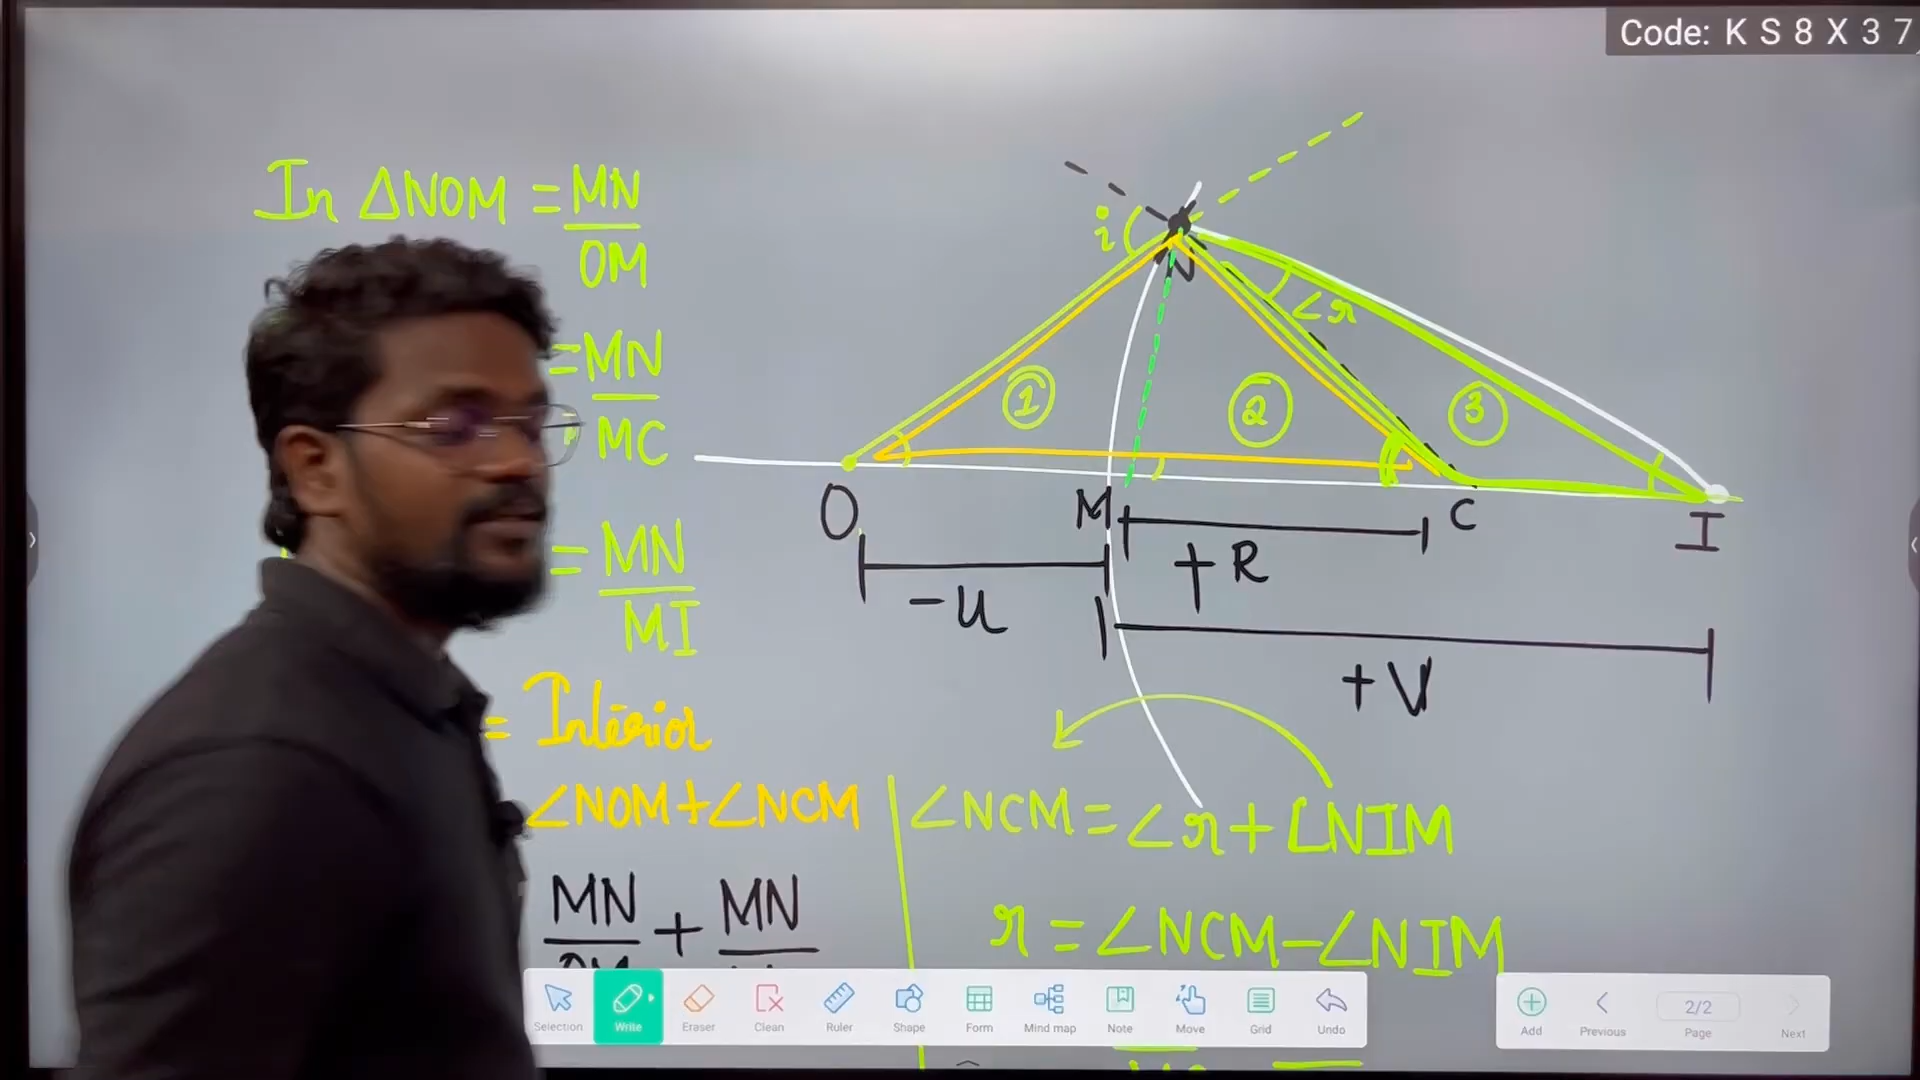 Code: K S 8 X 3 7
In ΔNOM = MN
OM
= MN
MC
= MN
MI
= Interior
∠NOM+∠NCM
MN + MN
OM
i
N
∠r
1
2
3
O
M
C
I
-u
+R
+V
∠NCM = ∠r + ∠NIM
r = ∠NCM - ∠NIM
Selection
Write
Eraser
Clean
Ruler
Shape
Form
Mind map
Note
Move
Grid
Undo
Add
Previous
2/2
Page
Next